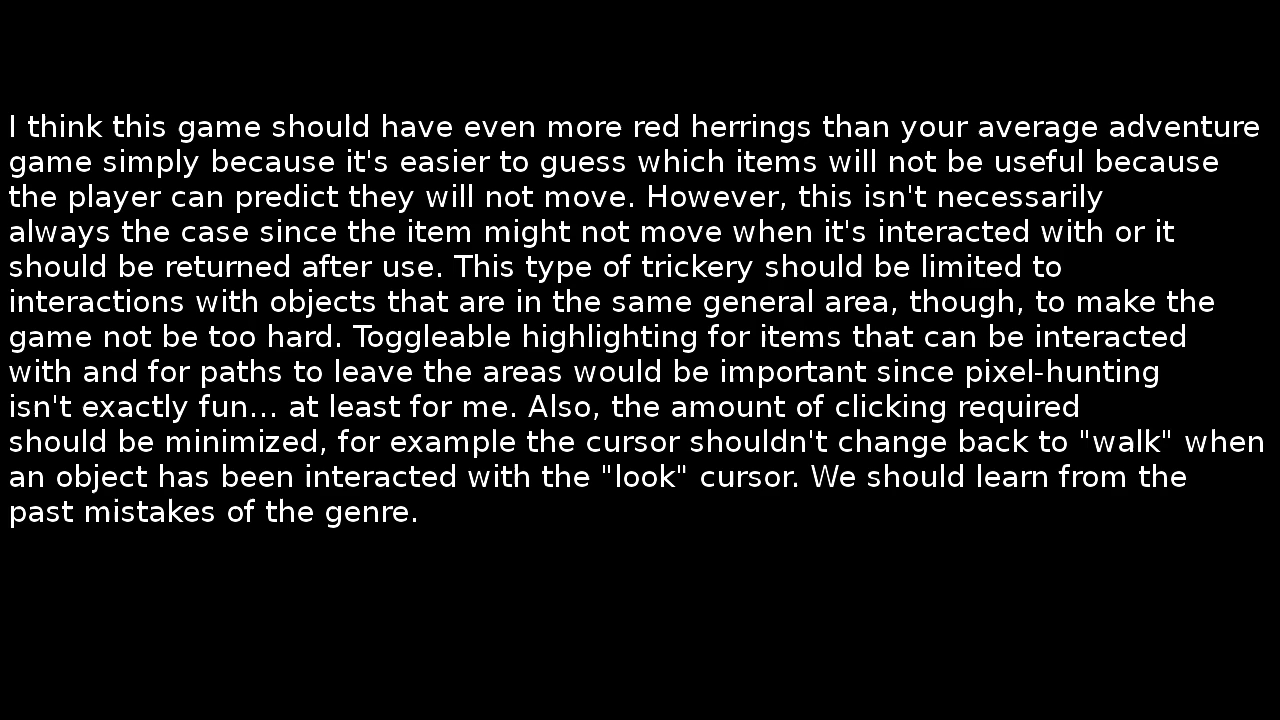 I think this game should have even more red herrings than your average adventure
game simply because it's easier to guess which items will not be useful because
the player can predict they will not move. However, this isn't necessarily
always the case since the item might not move when it's interacted with or it
should be returned after use. This type of trickery should be limited to
interactions with objects that are in the same general area, though, to make the
game not be too hard. Toggleable highlighting for items that can be interacted
with and for paths to leave the areas would be important since pixel-hunting
isn't exactly fun... at least for me. Also, the amount of clicking required
should be minimized, for example the cursor shouldn't change back to "walk" when
an object has been interacted with the "look" cursor. We should learn from the
past mistakes of the genre.